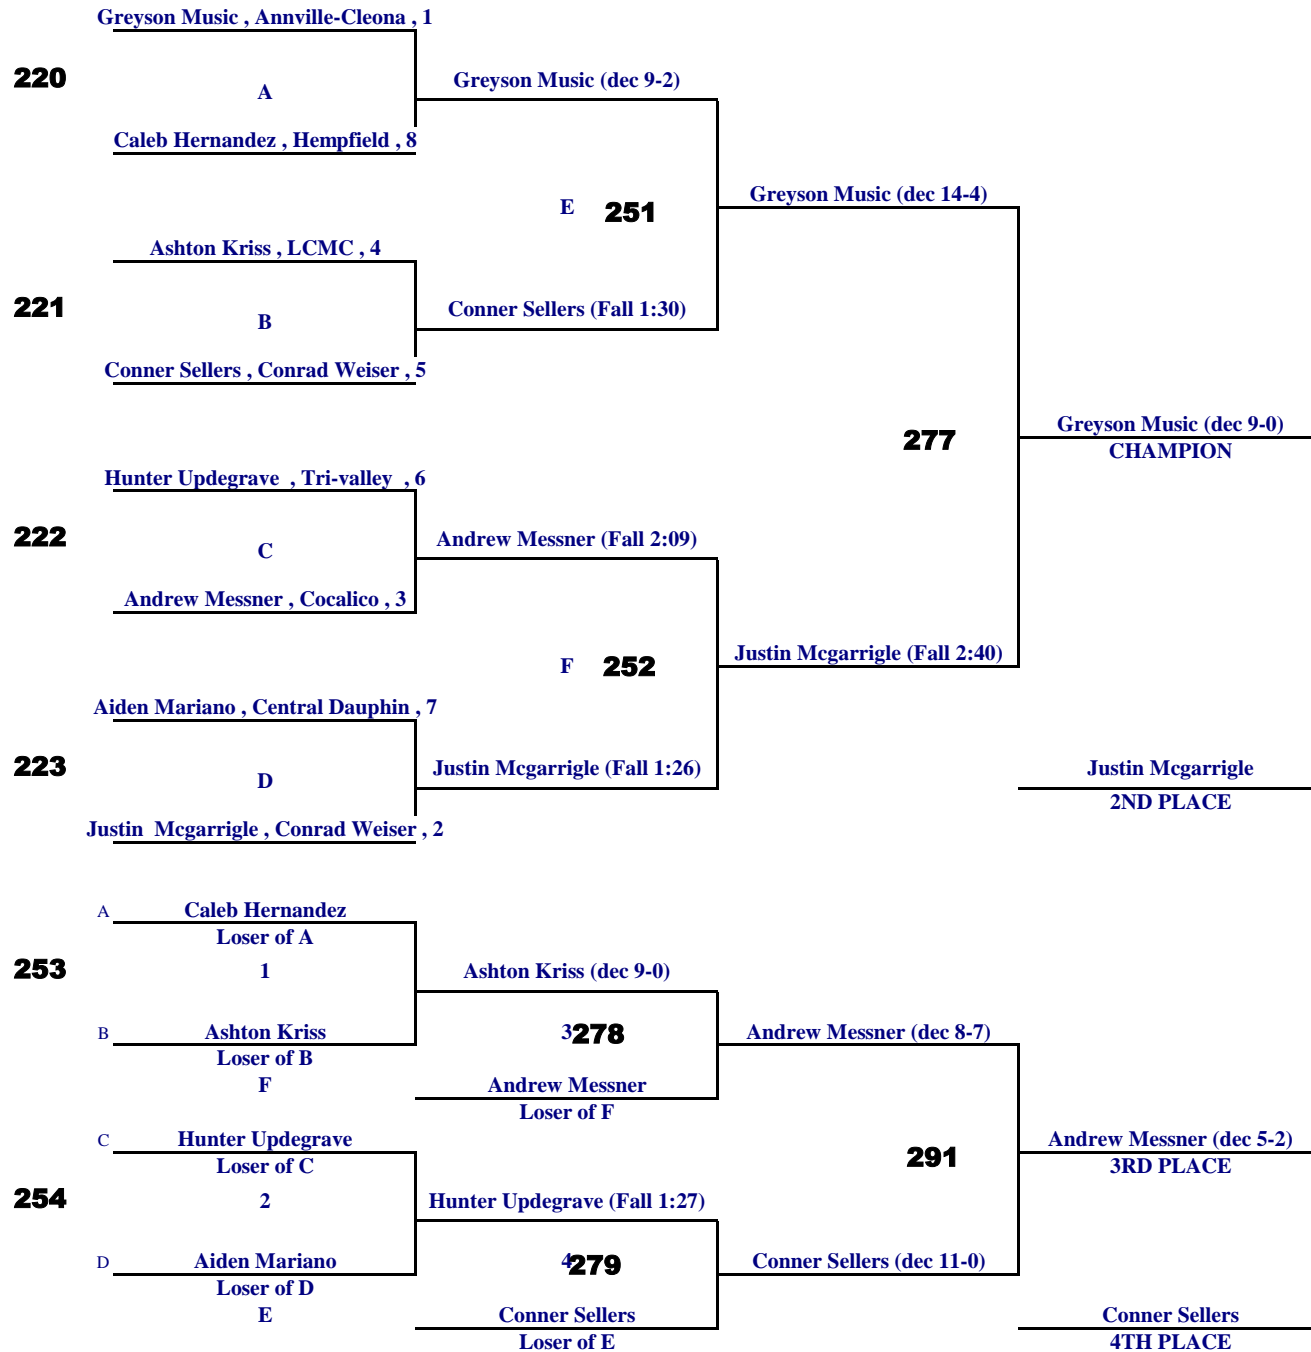 Greyson Music , Annville-Cleona , 1
220
A
Greyson Music (dec 9-2)
Caleb Hernandez , Hempfield , 8
E 251
Greyson Music (dec 14-4)
Ashton Kriss , LCMC , 4
221
B
Conner Sellers (Fall 1:30)
Conner Sellers , Conrad Weiser , 5
277
Greyson Music (dec 9-0)
CHAMPION
Hunter Updegrave , Tri-valley , 6
222
C
Andrew Messner (Fall 2:09)
Andrew Messner , Cocalico , 3
F 252
Justin Mcgarrigle (Fall 2:40)
Aiden Mariano , Central Dauphin , 7
223
D
Justin Mcgarrigle (Fall 1:26)
Justin Mcgarrigle
2ND PLACE
Justin Mcgarrigle , Conrad Weiser , 2
A Caleb Hernandez
Loser of A
253
1
Ashton Kriss (dec 9-0)
B Ashton Kriss
Loser of B
3 278
Andrew Messner (dec 8-7)
F
Andrew Messner
Loser of F
C Hunter Updegrave
Loser of C
291
Andrew Messner (dec 5-2)
3RD PLACE
254
2
Hunter Updegrave (Fall 1:27)
D Aiden Mariano
Loser of D
4 279
Conner Sellers (dec 11-0)
E
Conner Sellers
Loser of E
Conner Sellers
4TH PLACE